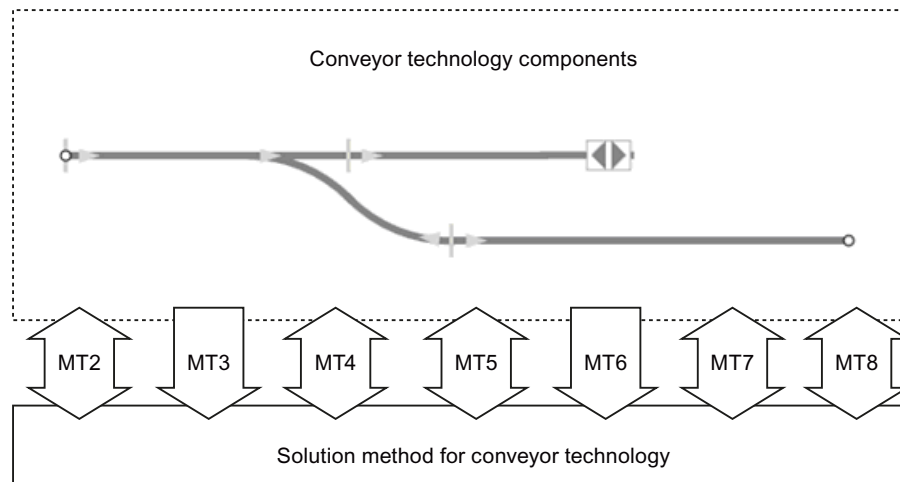 Conveyor technology components
MT2 MT3 MT4 MT5 MT6 MT7 MT8
Solution method for conveyor technology